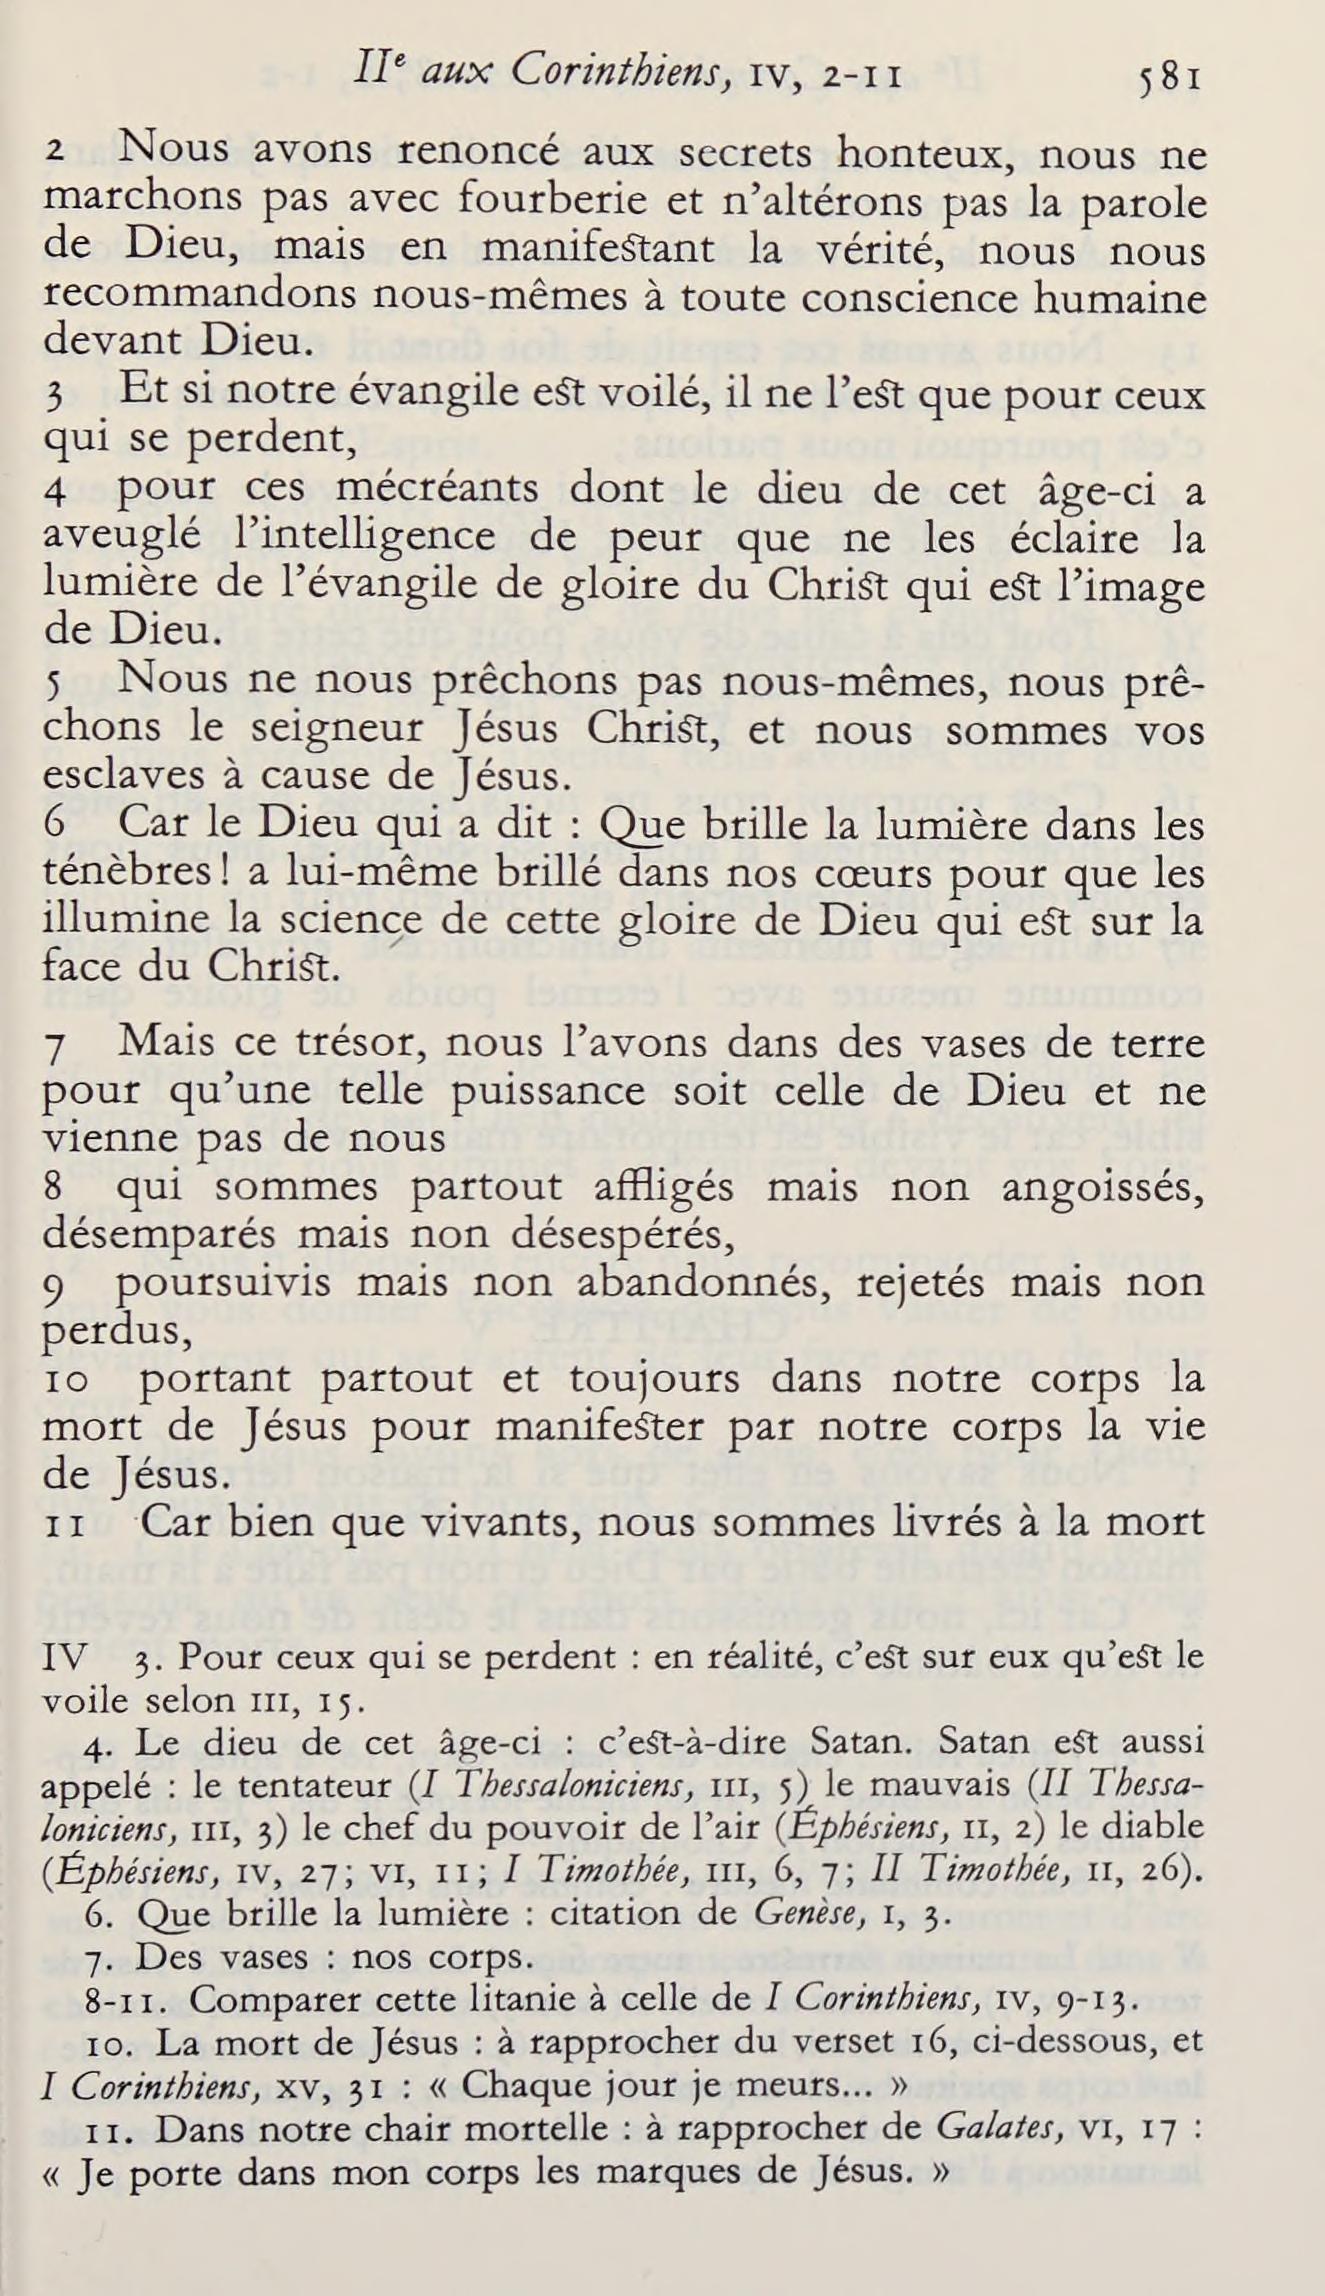 IIe aux Corinthiens, IV, 2-11 581
2 Nous avons renoncé aux secrets honteux, nous ne
marchons pas avec fourberie et n’altérons pas la parole
de Dieu, mais en manifestant la vérité, nous nous
recommandons nous-mêmes à toute conscience humaine
devant Dieu.
3 Et si notre évangile est voilé, il ne l’est que pour ceux
qui se perdent,
4 pour ces mécréants dont le dieu de cet âge-ci a
aveuglé l’intelligence de peur que ne les éclaire la
lumière de l’évangile de gloire du Christ qui est l’image
de Dieu.
5 Nous ne nous prêchons pas nous-mêmes, nous prê-
chons le seigneur Jésus Christ, et nous sommes vos
esclaves à cause de Jésus.
6 Car le Dieu qui a dit : Que brille la lumière dans les
ténèbres! a lui-même brillé dans nos cœurs pour que les
illumine la science de cette gloire de Dieu qui est sur la
face du Christ.
7 Mais ce trésor, nous l’avons dans des vases de terre
pour qu’une telle puissance soit celle de Dieu et ne
vienne pas de nous
8 qui sommes partout affligés mais non angoissés,
désemparés mais non désespérés,
9 poursuivis mais non abandonnés, rejetés mais non
perdus,
10 portant partout et toujours dans notre corps la
mort de Jésus pour manifester par notre corps la vie
de Jésus.
11 Car bien que vivants, nous sommes livrés à la mort
IV 3. Pour ceux qui se perdent : en réalité, c’est sur eux qu’est le
voile selon III, 15.
4. Le dieu de cet âge-ci : c’est-à-dire Satan. Satan est aussi
appelé : le tentateur (I Thessaloniciens, III, 5) le mauvais (II Thessa-
loniciens, III, 3) le chef du pouvoir de l’air (Éphésiens, II, 2) le diable
(Éphésiens, IV, 27; VI, 11; I Timothée, III, 6, 7; II Timothée, II, 26).
6. Que brille la lumière : citation de Genèse, I, 3.
7. Des vases : nos corps.
8-11. Comparer cette litanie à celle de I Corinthiens, IV, 9-13.
10. La mort de Jésus : à rapprocher du verset 16, ci-dessous, et
I Corinthiens, XV, 31 : « Chaque jour je meurs... »
11. Dans notre chair mortelle : à rapprocher de Galates, VI, 17 :
« Je porte dans mon corps les marques de Jésus. »